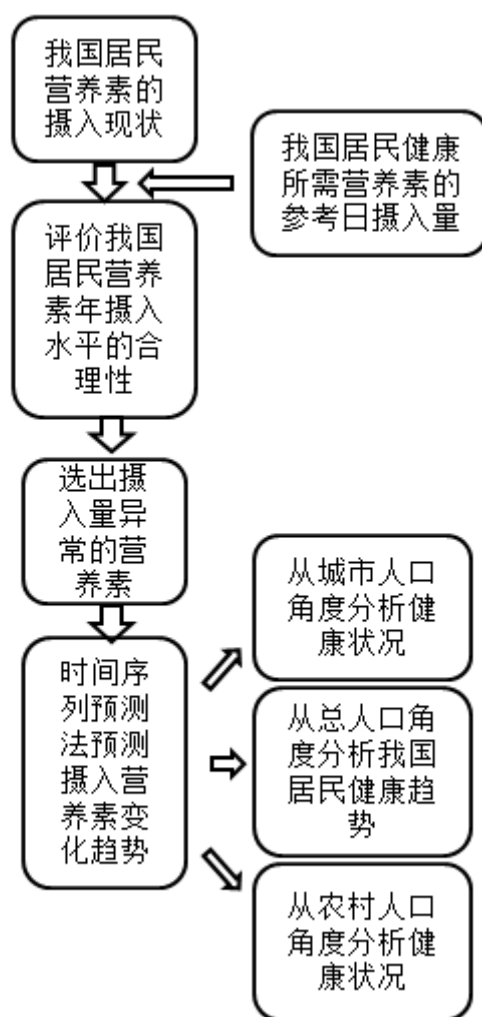 我国居民
营养素的
摄入现状
我国居民健康
所需营养素的
参考日摄入量
评价我国
居民营养
素年摄入
水平的合
理性
选出摄
入量异
常的营
养素
时间序
列预测
法预测
摄入营
养素变
化趋势
从城市人口
角度分析健
康状况
从总人口角
度分析我国
居民健康趋
势
从农村人口
角度分析健
康状况